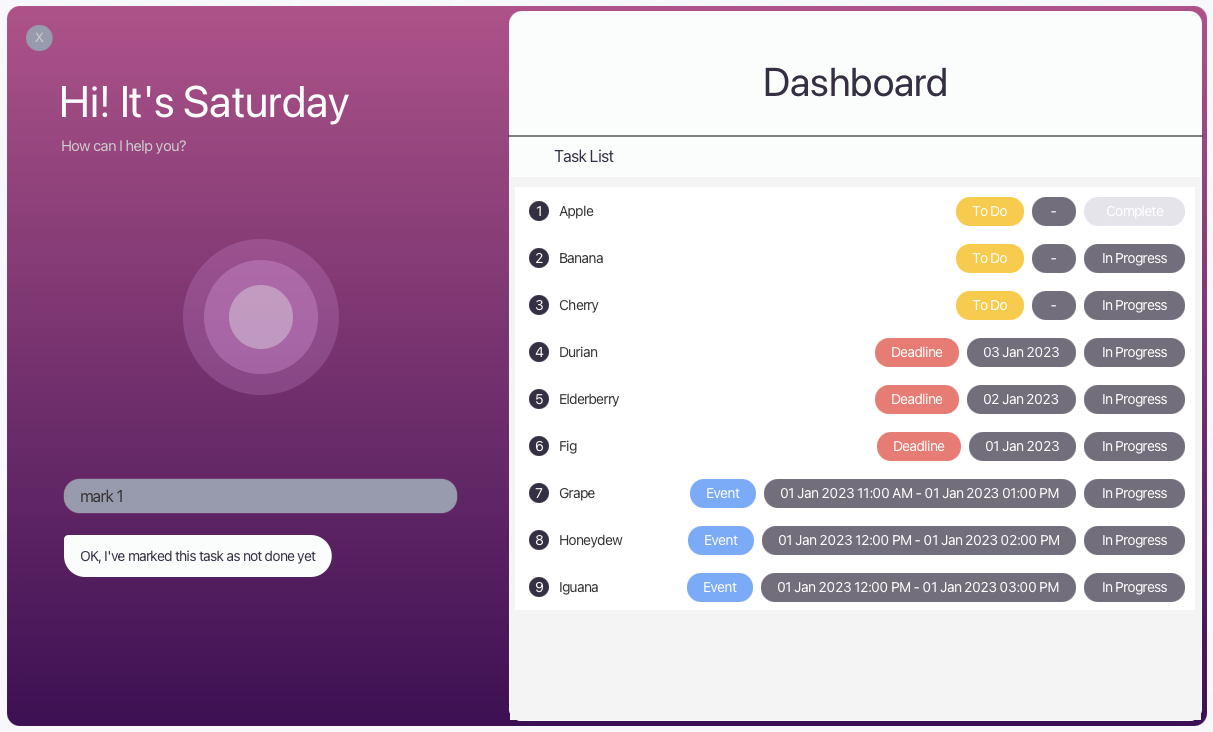 X
Hi! It's Saturday
How can I help you?
mark 1
OK, I've marked this task as not done yet
Dashboard
Task List
1 Apple To Do - Complete
2 Banana To Do - In Progress
3 Cherry To Do - In Progress
4 Durian Deadline 03 Jan 2023 In Progress
5 Elderberry Deadline 02 Jan 2023 In Progress
6 Fig Deadline 01 Jan 2023 In Progress
7 Grape Event 01 Jan 2023 11:00 AM - 01 Jan 2023 01:00 PM In Progress
8 Honeydew Event 01 Jan 2023 12:00 PM - 01 Jan 2023 02:00 PM In Progress
9 Iguana Event 01 Jan 2023 12:00 PM - 01 Jan 2023 03:00 PM In Progress